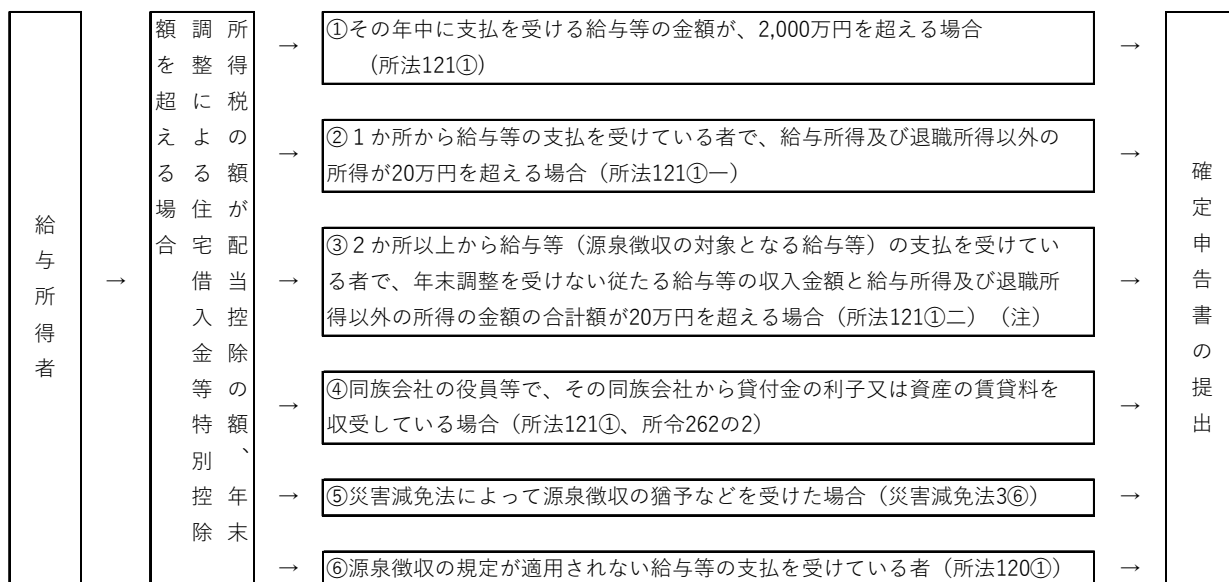 給与所得者
所得税の額が配当控除の額、年末
調整による住宅借入金等特別控除
額を超える場合
①その年中に支払を受ける給与等の金額が、2,000万円を超える場合
（所法121①）
②１か所から給与等の支払を受けている者で、給与所得及び退職所得以外の
所得が20万円を超える場合（所法121①一）
③２か所以上から給与等（源泉徴収の対象となる給与等）の支払を受けてい
る者で、年末調整を受けない従たる給与等の収入金額と給与所得及び退職所
得以外の所得の金額の合計額が20万円を超える場合（所法121①二）（注）
④同族会社の役員等で、その同族会社から貸付金の利子又は資産の賃貸料を
収受している場合（所法121①、所令262の2）
⑤災害減免法によって源泉徴収の猶予などを受けた場合（災害減免法3⑥）
⑥源泉徴収の規定が適用されない給与等の支払を受けている者（所法120①）
確定申告書の提出